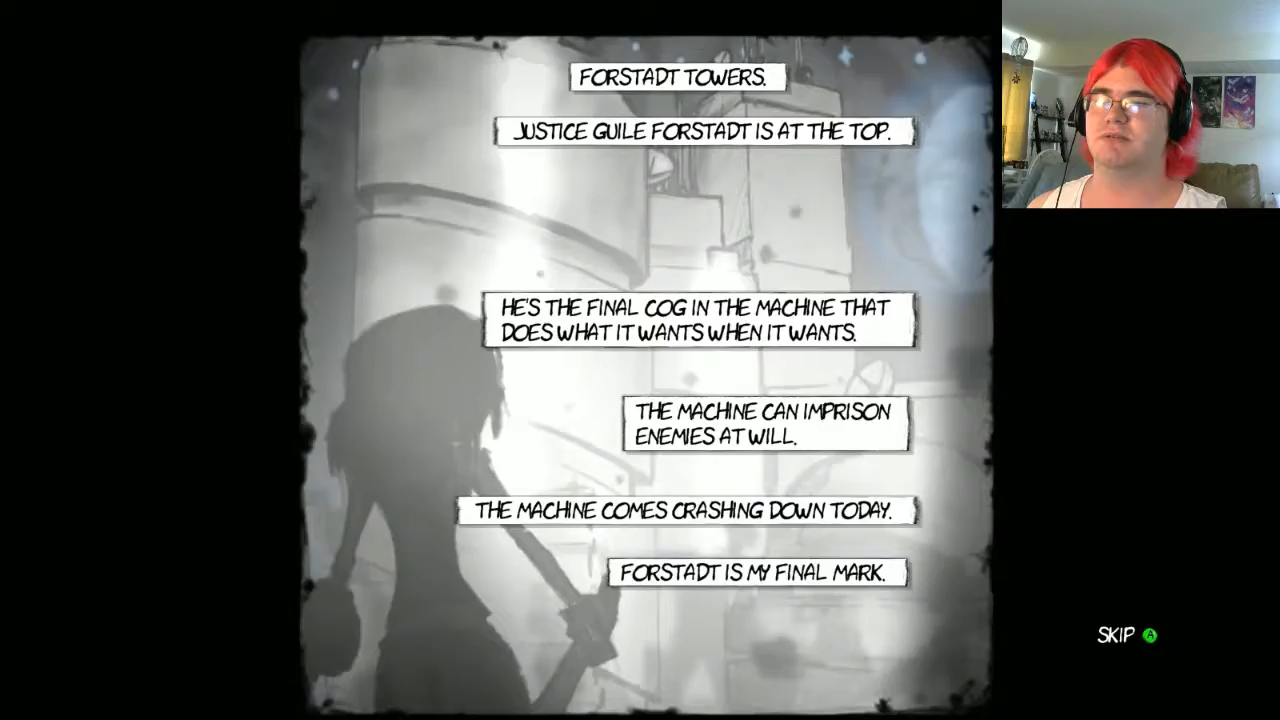 FORSTADT TOWERS.
JUSTICE GUILE FORSTADT IS AT THE TOP.
HE'S THE FINAL COG IN THE MACHINE THAT
DOES WHAT IT WANTS WHEN IT WANTS.
THE MACHINE CAN IMPRISON
ENEMIES AT WILL.
THE MACHINE COMES CRASHING DOWN TODAY.
FORSTADT IS MY FINAL MARK.
SKIP A